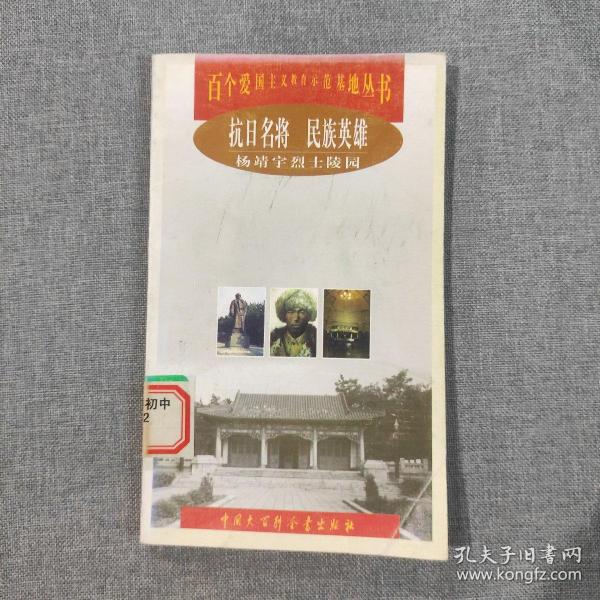 百个爱国主义教育示范基地丛书
抗日名将 民族英雄
杨靖宇烈士陵园
初中
2
中国大百科全书出版社
孔夫子旧书网
www.kongfz.com